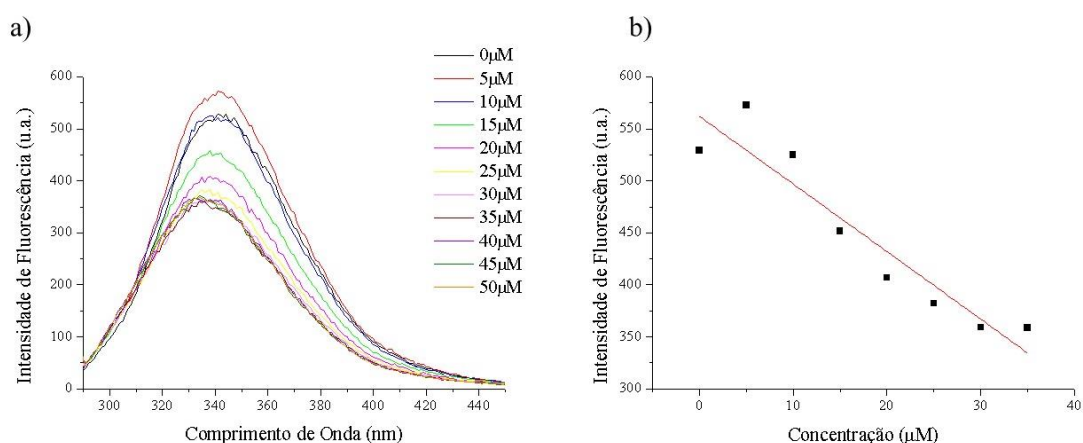 a)
0μM
5μM
10μM
15μM
20μM
25μM
30μM
35μM
40μM
45μM
50μM
Intensidade de Fluorescência (u.a.)
600
500
400
300
200
100
0
300 320 340 360 380 400 420 440
Comprimento de Onda (nm)
b)
Intensidade de Fluorescência (u.a.)
600
550
500
450
400
350
300
0 10 20 30 40
Concentração (μM)